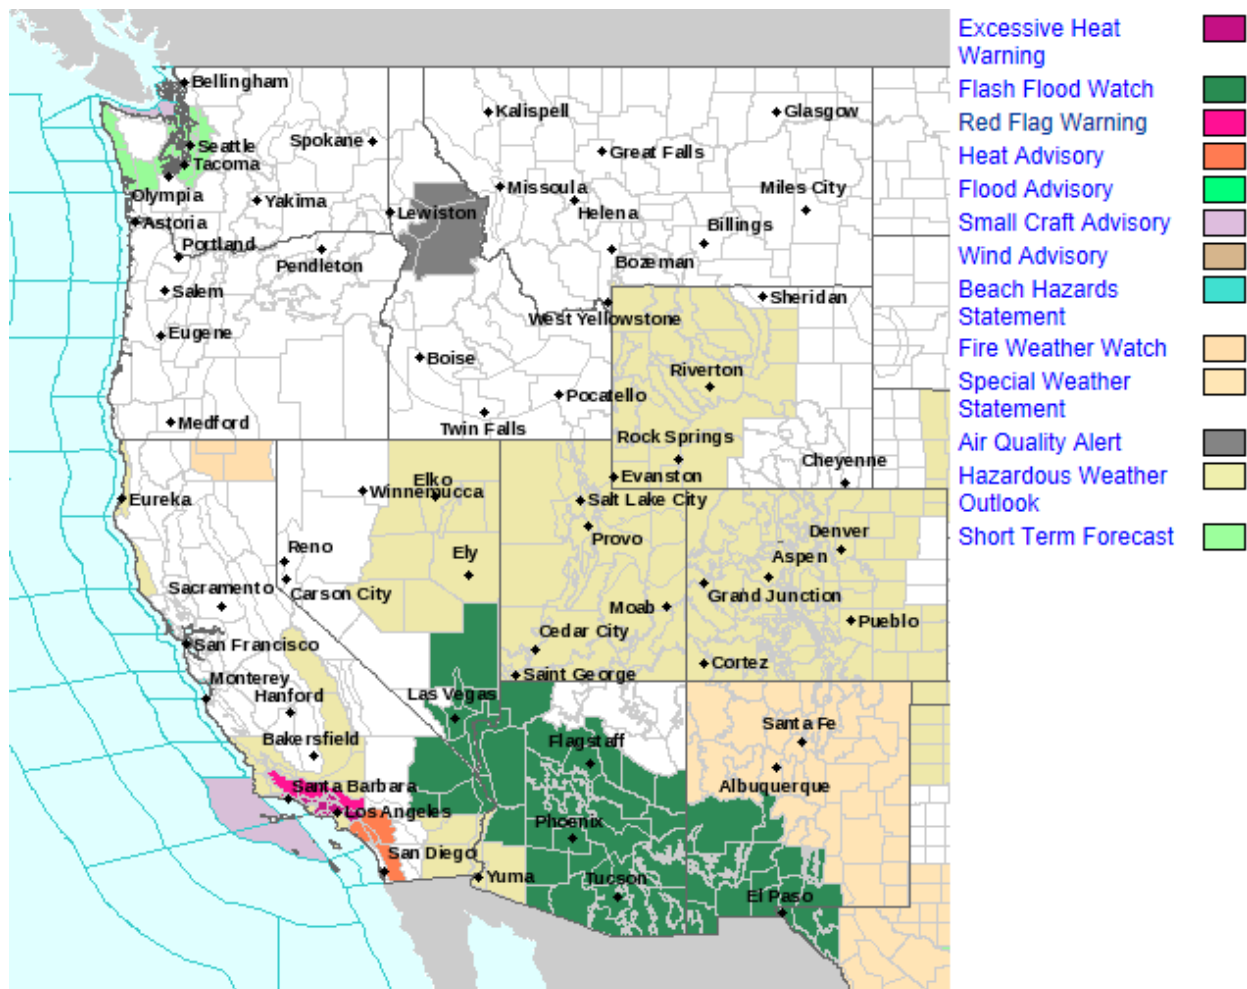 Bellingham
Seattle
Tacoma
Olympia
Spokane
Yakima
Astoria
Portland
Pendleton
Salem
Eugene
Medford
Lewiston
Kalispell
Great Falls
Glasgow
Missoula
Helena
Miles City
Billings
Bozeman
West Yellowstone
Sheridan
Boise
Pocatello
Twin Falls
Riverton
Rock Springs
Evanston
Cheyenne
Eureka
Winnemucca
Elko
Reno
Ely
Carson City
Sacramento
San Francisco
Monterey
Hanford
Bakersfield
Santa Barbara
Los Angeles
San Diego
Las Vegas
Salt Lake City
Provo
Moab
Cedar City
Saint George
Denver
Aspen
Grand Junction
Pueblo
Cortez
Santa Fe
Albuquerque
Flagstaff
Phoenix
Tucson
Yuma
El Paso
Excessive Heat
Warning
Flash Flood Watch
Red Flag Warning
Heat Advisory
Flood Advisory
Small Craft Advisory
Wind Advisory
Beach Hazards
Statement
Fire Weather Watch
Special Weather
Statement
Air Quality Alert
Hazardous Weather
Outlook
Short Term Forecast